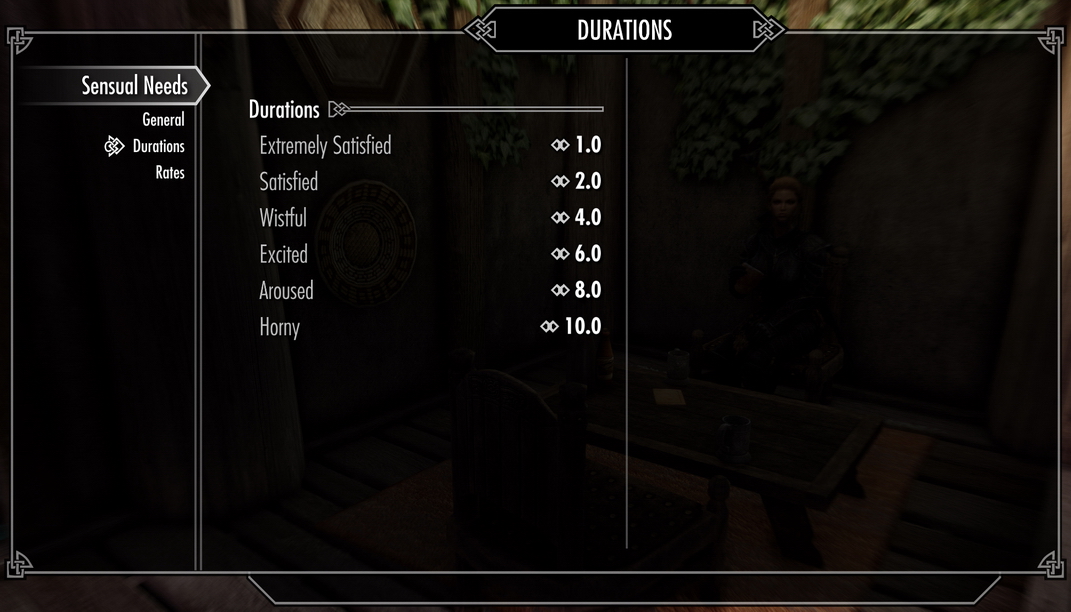 DURATIONS
Sensual Needs
General
Durations
Rates
Durations
Extremely Satisfied 1.0
Satisfied 2.0
Wistful 4.0
Excited 6.0
Aroused 8.0
Horny 10.0